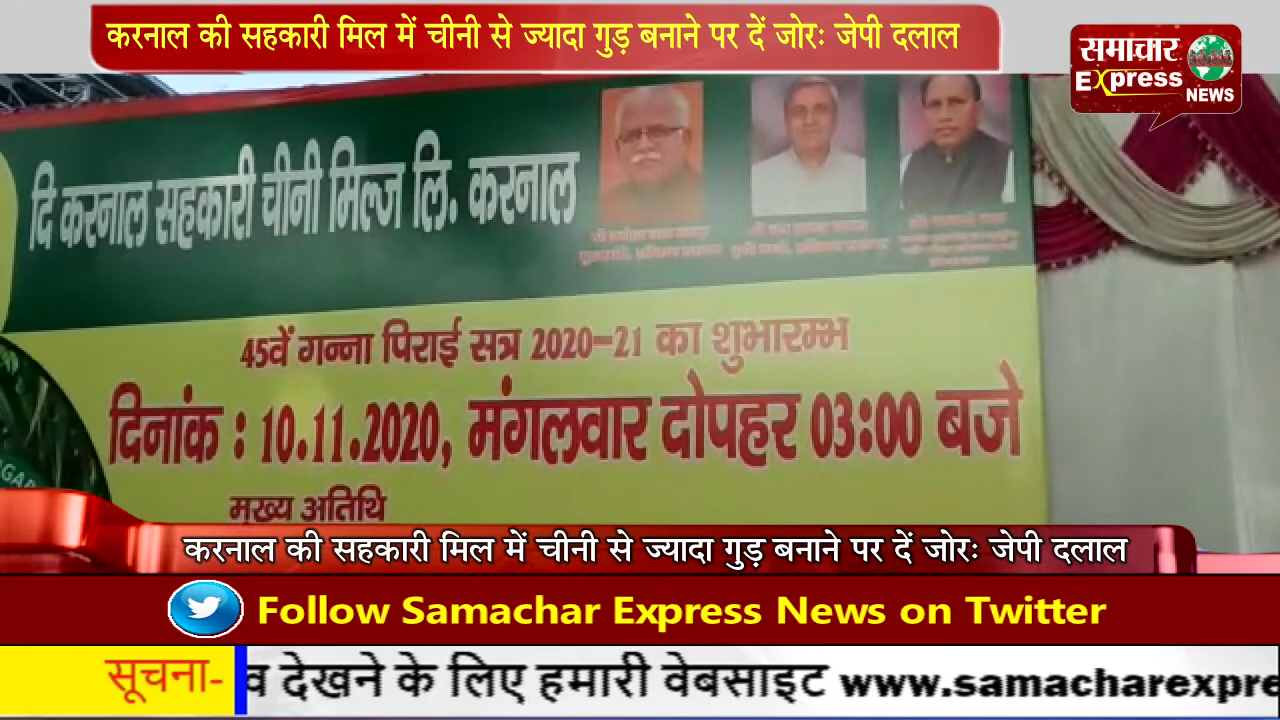 करनाल की सहकारी मिल में चीनी से ज्यादा गुड़ बनाने पर दें जोरः जेपी दलाल
समाचार
Express
NEWS
दि करनाल सहकारी चीनी मिल्ज लि. करनाल
45वें गन्ना पिराई सत्र 2020-21 का शुभारम्भ
दिनांक : 10.11.2020, मंगलवार दोपहर 03:00 बजे
मुख्य अतिथि
करनाल की सहकारी मिल में चीनी से ज्यादा गुड़ बनाने पर दें जोरः जेपी दलाल
Follow Samachar Express News on Twitter
सूचना- व देखने के लिए हमारी वेबसाइट www.samacharexpre